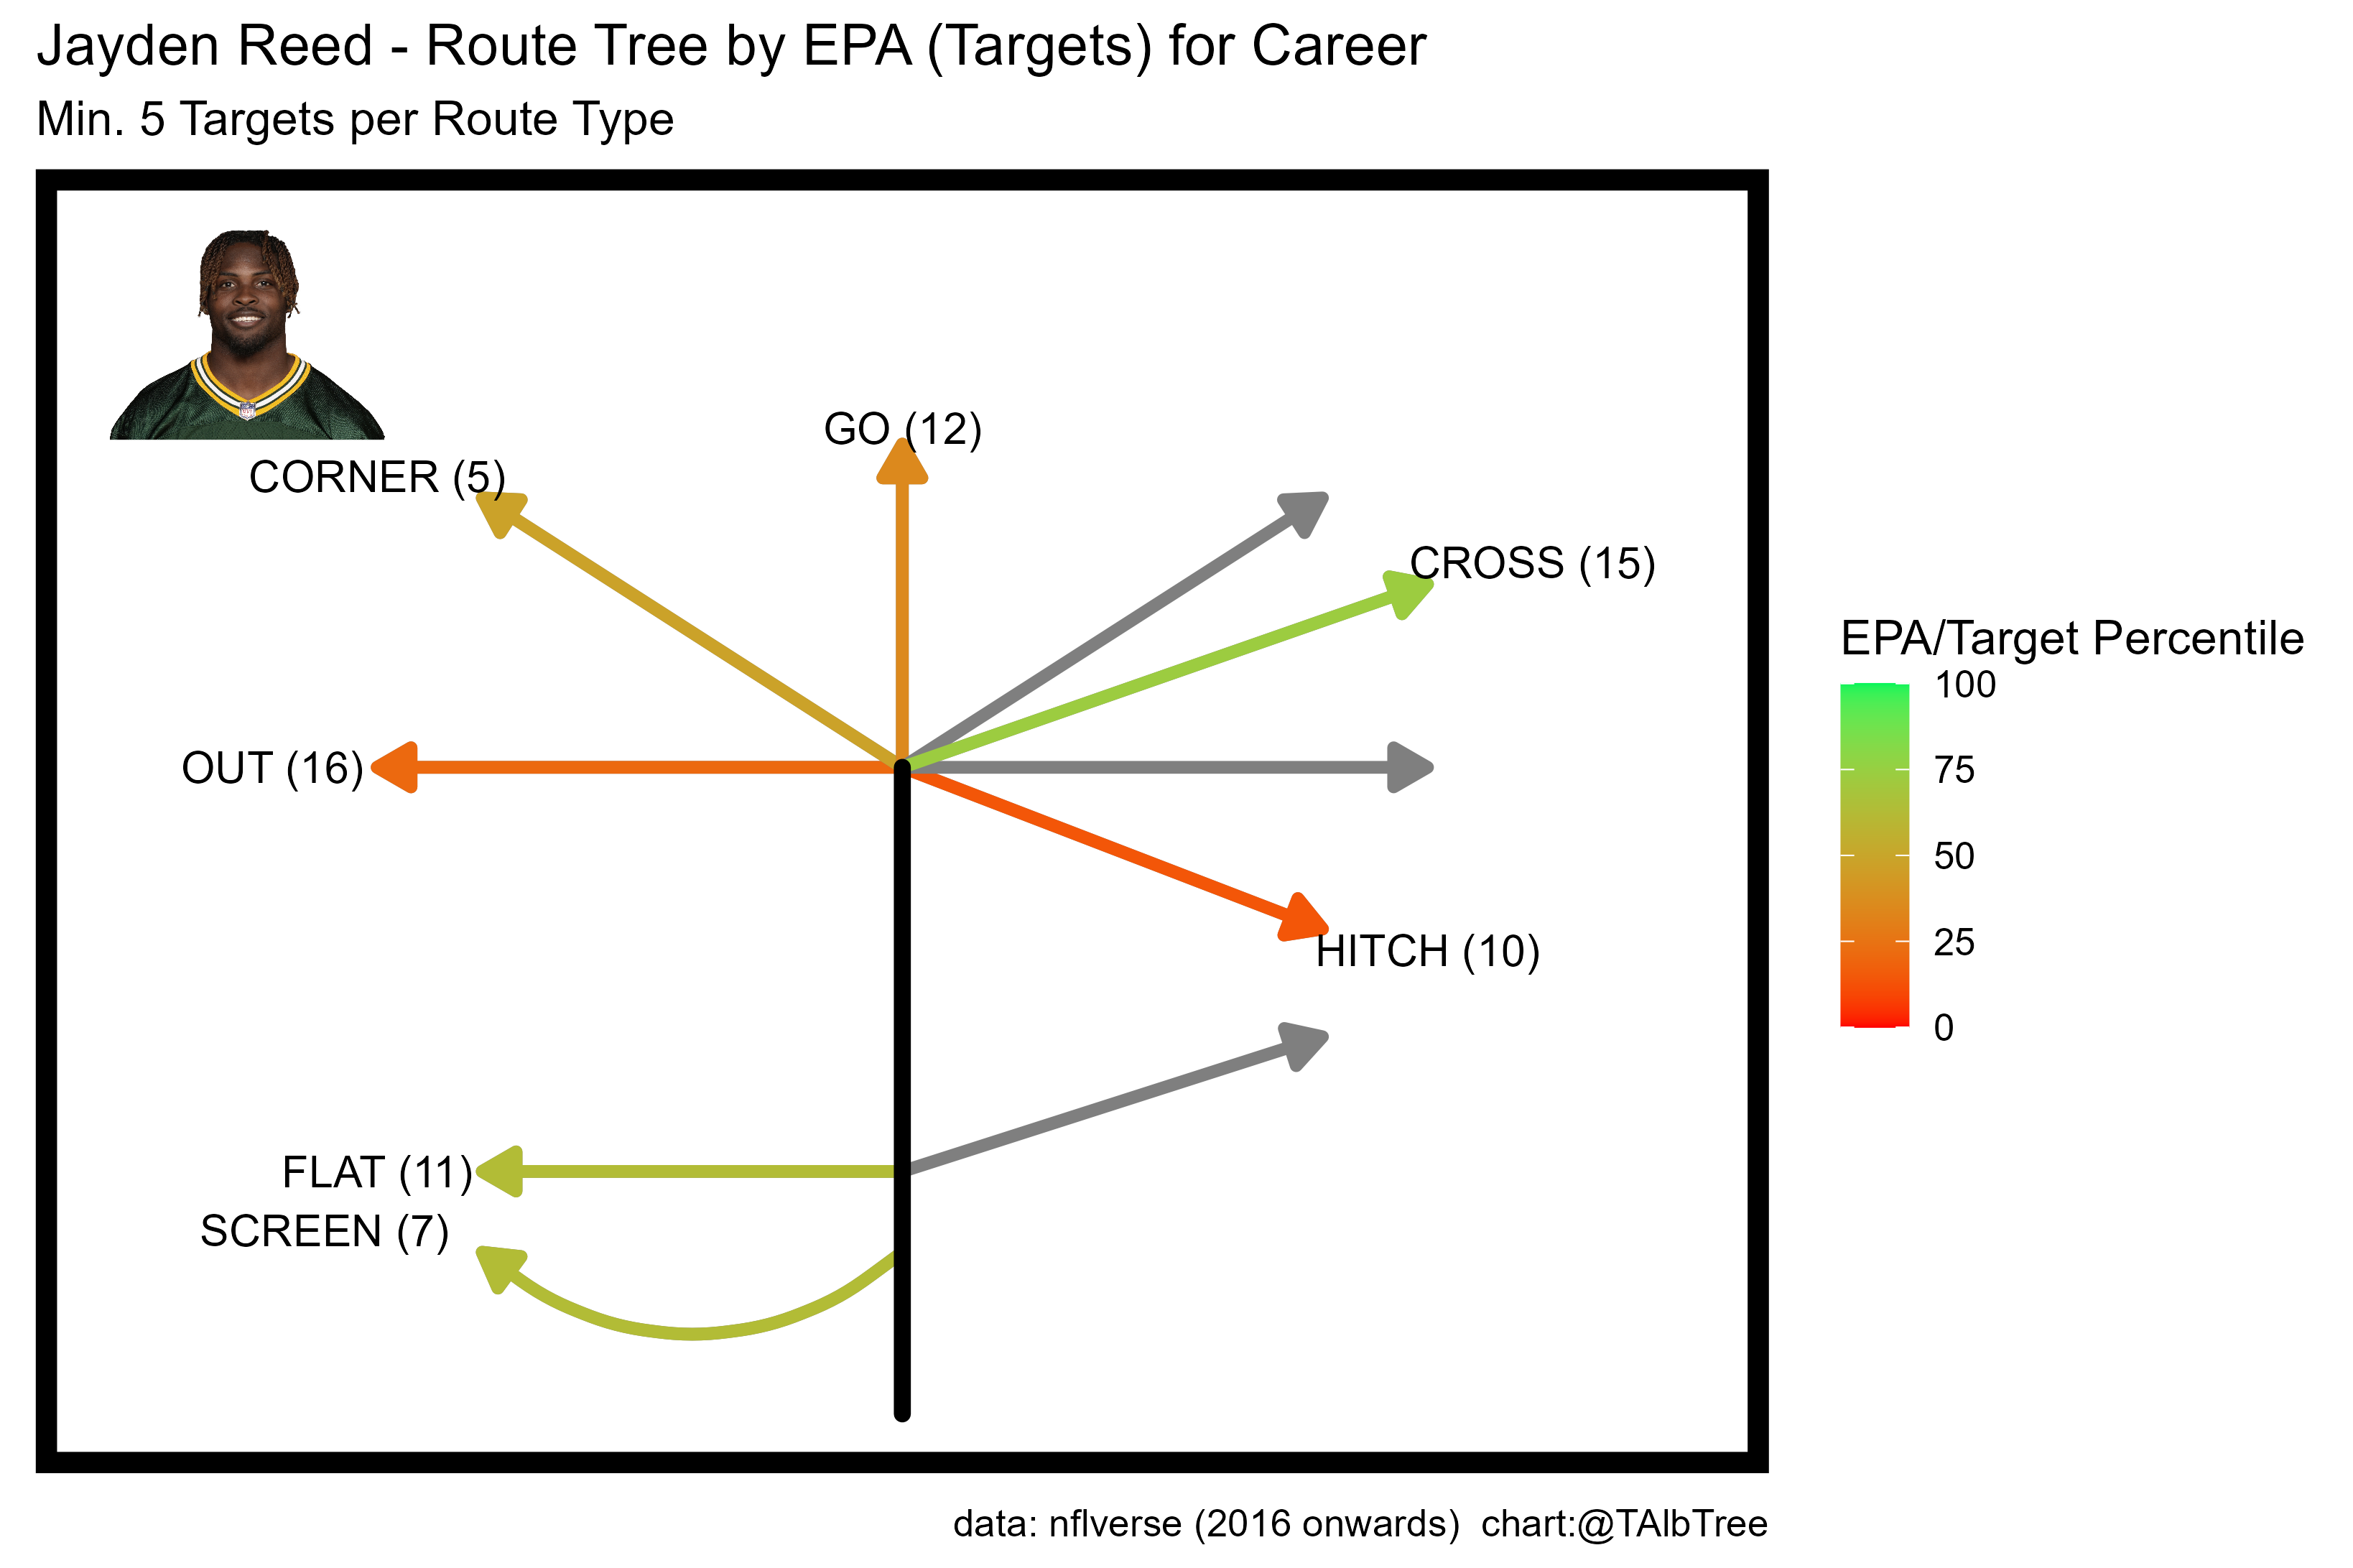 Jayden Reed - Route Tree by EPA (Targets) for Career
Min. 5 Targets per Route Type
GO (12)
CORNER (5)
CROSS (15)
OUT (16)
HITCH (10)
FLAT (11)
SCREEN (7)
EPA/Target Percentile
100
75
50
25
0
data: nflverse (2016 onwards)  chart:@TAlbTree